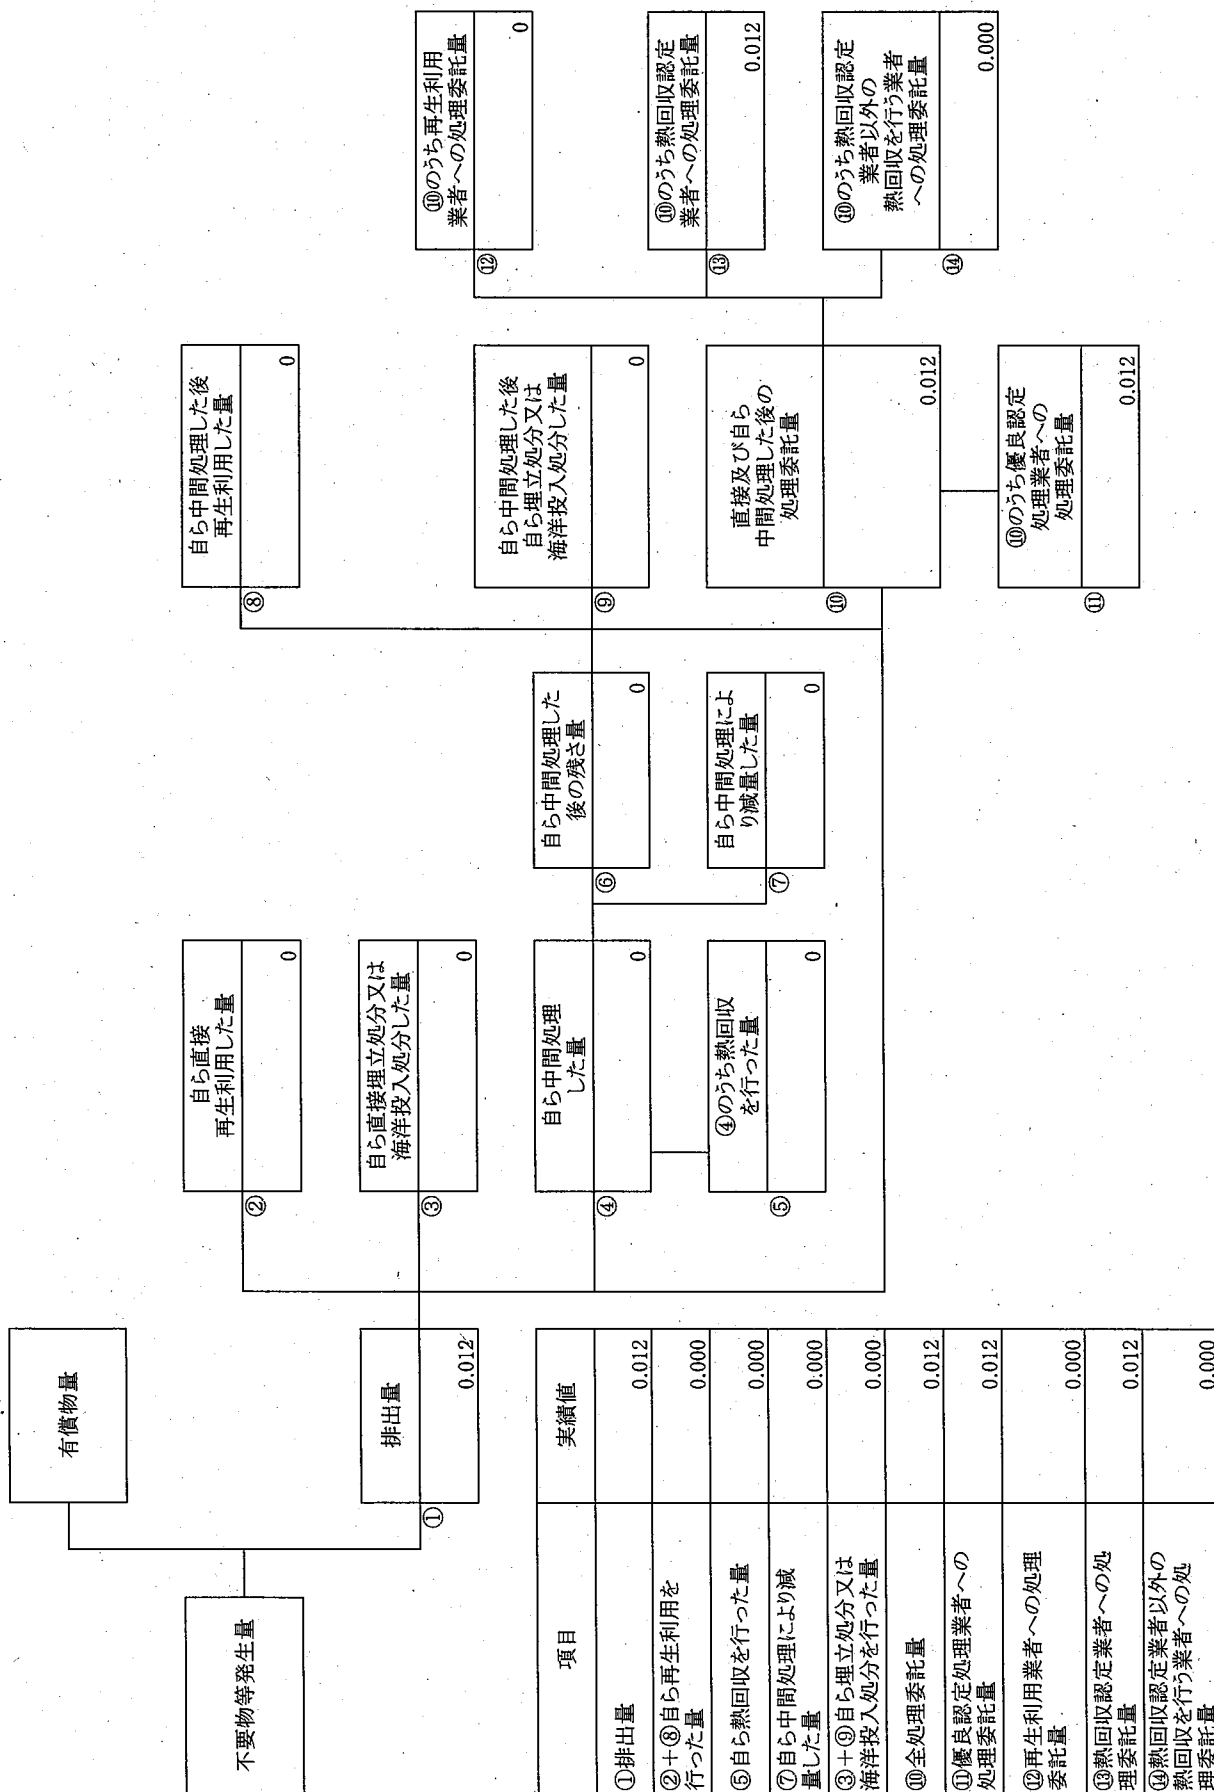 不要物等発生量
有償物量
①
排出量
0.012
②
自ら直接
再生利用した量
0
③
自ら直接埋立処分又は
海洋投入処分した量
0
④
自ら中間処理
した量
0
⑤
④のうち熱回収
を行った量
0
⑥
自ら中間処理した
後の残さ量
0
⑦
自ら中間処理によ
り減量した量
0
⑧
自ら中間処理した後
再生利用した量
0
⑨
自ら中間処理した後
自ら埋立処分又は
海洋投入処分した量
0
⑩
直接及び自ら
中間処理した後の
処理委託量
0.012
⑪
⑩のうち優良認定
処理業者への
処理委託量
0.012
⑫
⑩のうち再生利用
業者への処理委託量
0
⑬
⑩のうち熱回収認定
業者への処理委託量
0.012
⑭
⑩のうち熱回収認定
業者以外の
熱回収を行う業者
への処理委託量
0.000
項目 実績値
①排出量 0.012
②+⑧自ら再生利用を
行った量 0.000
⑤自ら熱回収を行った量 0.000
⑦自ら中間処理により減
量した量 0.000
③+⑨自ら埋立処分又は
海洋投入処分を行った量 0.000
⑩全処理委託量 0.012
⑪優良認定処理業者への
処理委託量 0.012
⑫再生利用業者への処理
委託量 0.000
⑬熱回収認定業者への処
理委託量 0.012
⑭熱回収認定業者以外の
熱回収を行う業者への処
理委託量 0.000